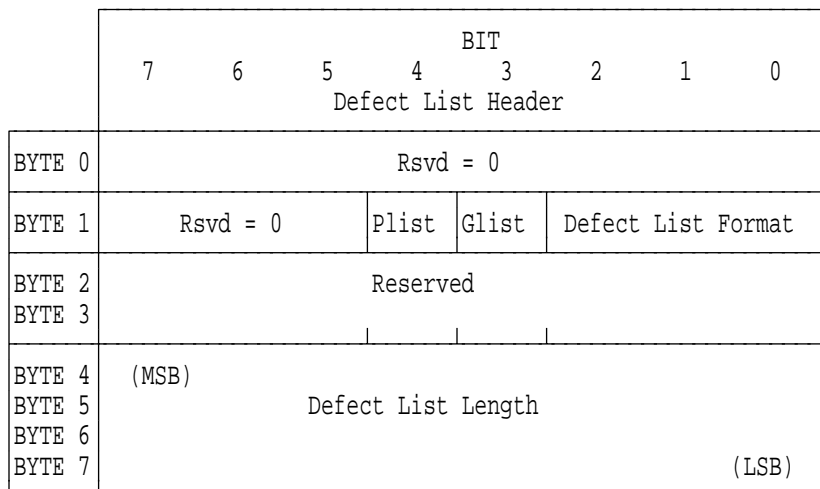 BIT
7 6 5 4 3 2 1 0
Defect List Header
BYTE 0 Rsvd = 0
BYTE 1 Rsvd = 0 Plist Glist Defect List Format
BYTE 2 Reserved
BYTE 3
BYTE 4 (MSB)
BYTE 5 Defect List Length
BYTE 6
BYTE 7 (LSB)